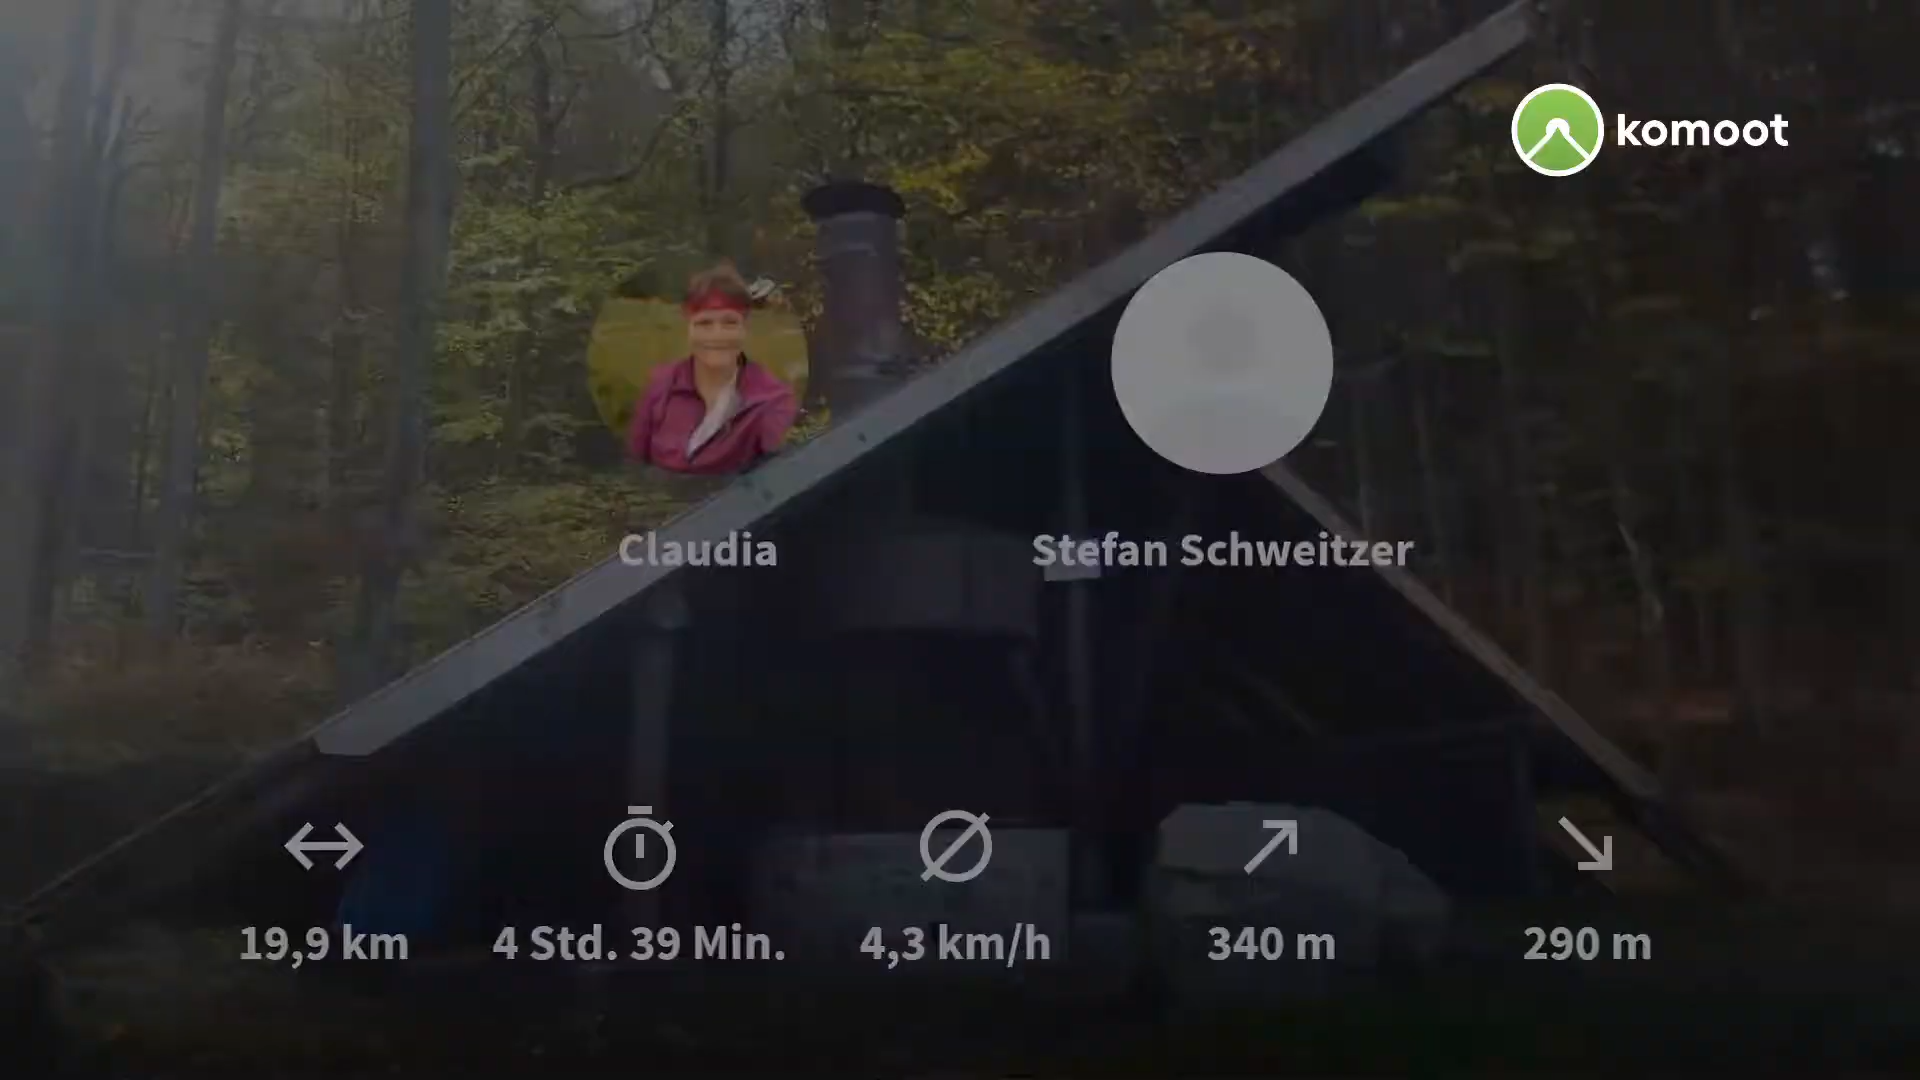 komoot
Claudia
Stefan Schweitzer
19,9 km
4 Std. 39 Min.
4,3 km/h
340 m
290 m